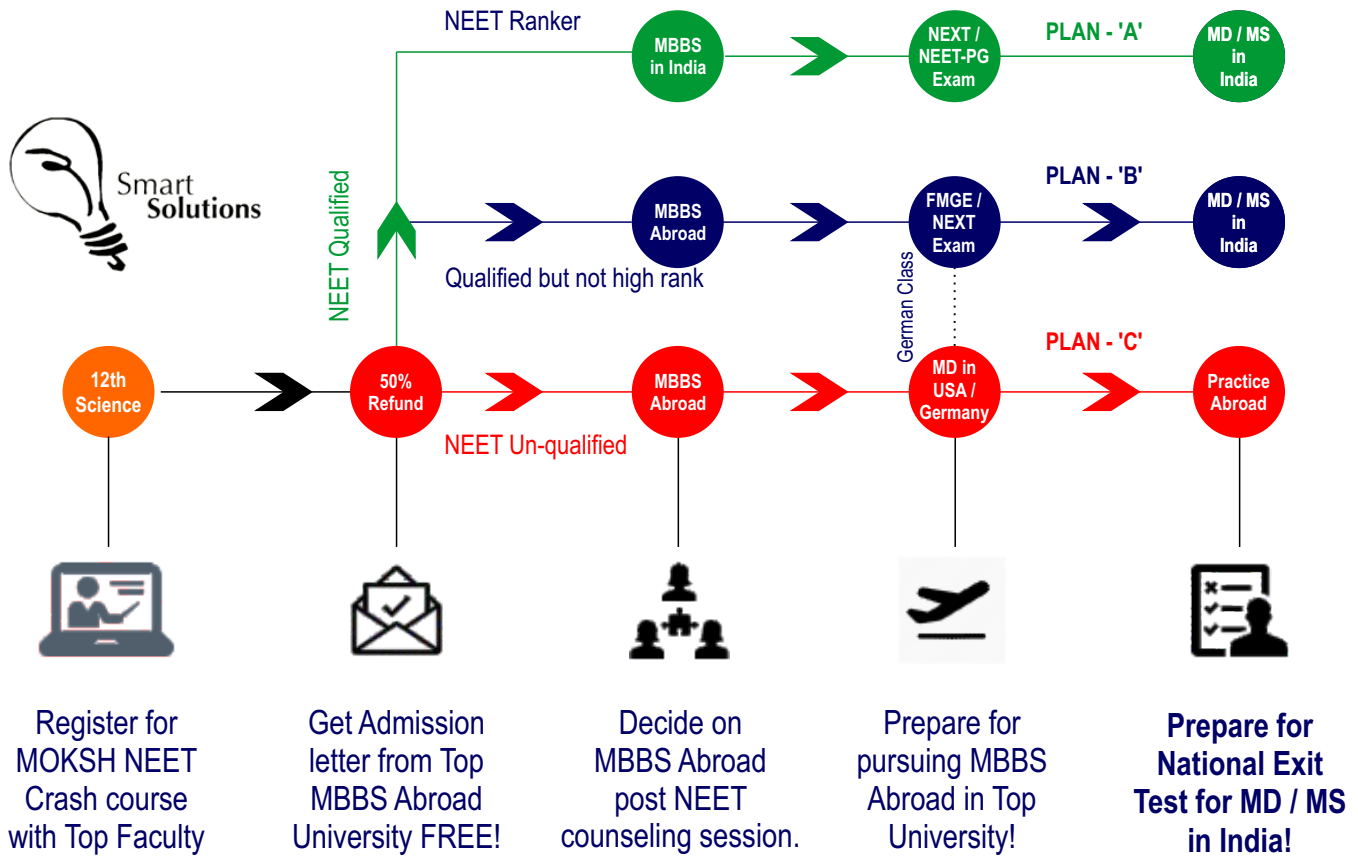 NEET Ranker
MBBS
in India
NEXT /
NEET-PG
Exam
PLAN - 'A'
MD / MS
in
India
Smart
Solutions
NEET Qualified
MBBS
Abroad
FMGE /
NEXT
Exam
PLAN - 'B'
MD / MS
in
India
Qualified but not high rank
German Class
12th
Science
50%
Refund
MBBS
Abroad
MD in
USA /
Germany
PLAN - 'C'
Practice
Abroad
NEET Un-qualified
Register for
MOKSH NEET
Crash course
with Top Faculty
Get Admission
letter from Top
MBBS Abroad
University FREE!
Decide on
MBBS Abroad
post NEET
counseling session.
Prepare for
pursuing MBBS
Abroad in Top
University!
Prepare for
National Exit
Test for MD / MS
in India!